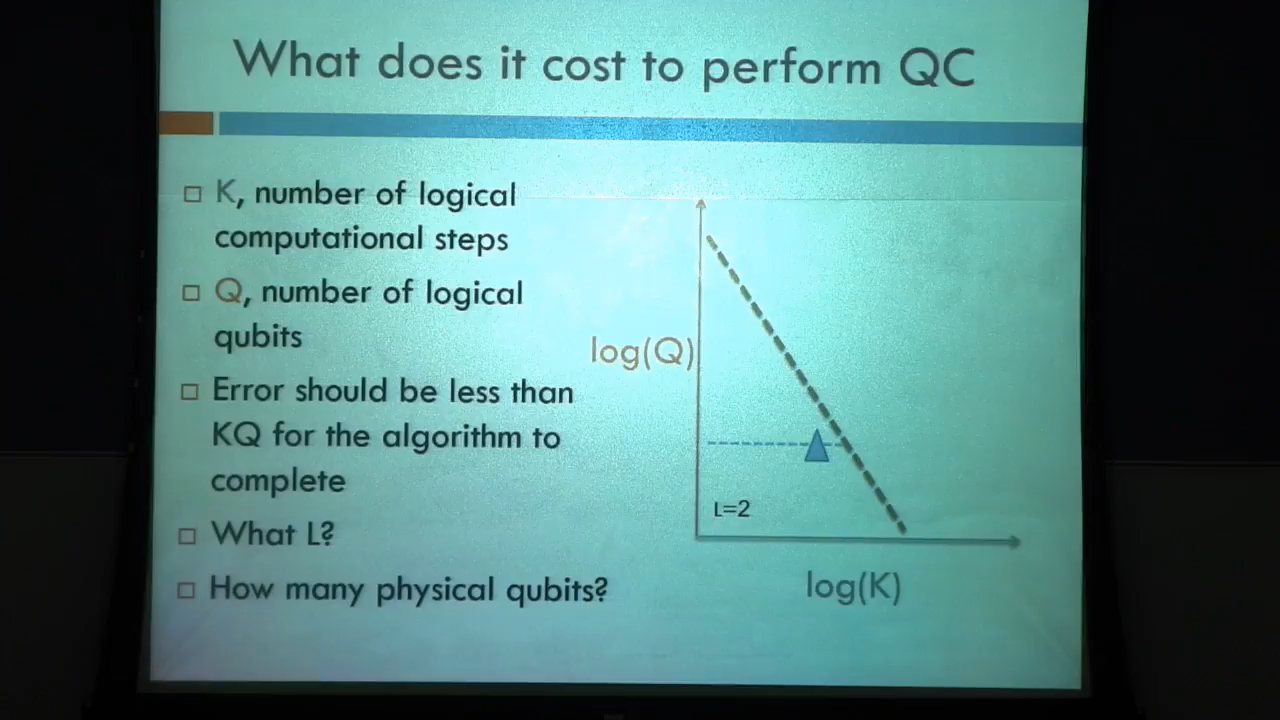 What does it cost to perform QC
K, number of logical
computational steps
Q, number of logical
qubits
Error should be less than
KQ for the algorithm to
complete
What L?
How many physical qubits?
log(Q)
L=2
log(K)